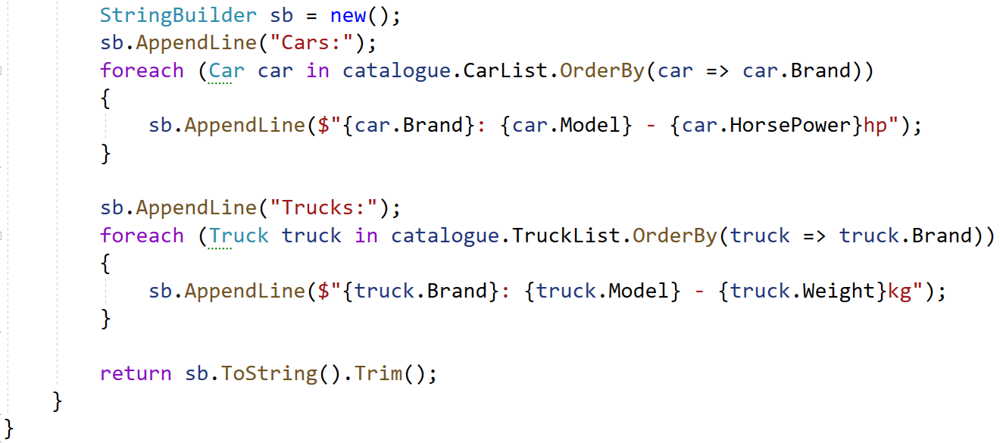 StringBuilder sb = new();
sb.AppendLine("Cars:");
foreach (Car car in catalogue.CarList.OrderBy(car => car.Brand))
{
    sb.AppendLine($"{car.Brand}: {car.Model} - {car.HorsePower}hp");
}

sb.AppendLine("Trucks:");
foreach (Truck truck in catalogue.TruckList.OrderBy(truck => truck.Brand))
{
    sb.AppendLine($"{truck.Brand}: {truck.Model} - {truck.Weight}kg");
}

return sb.ToString().Trim();
}
}